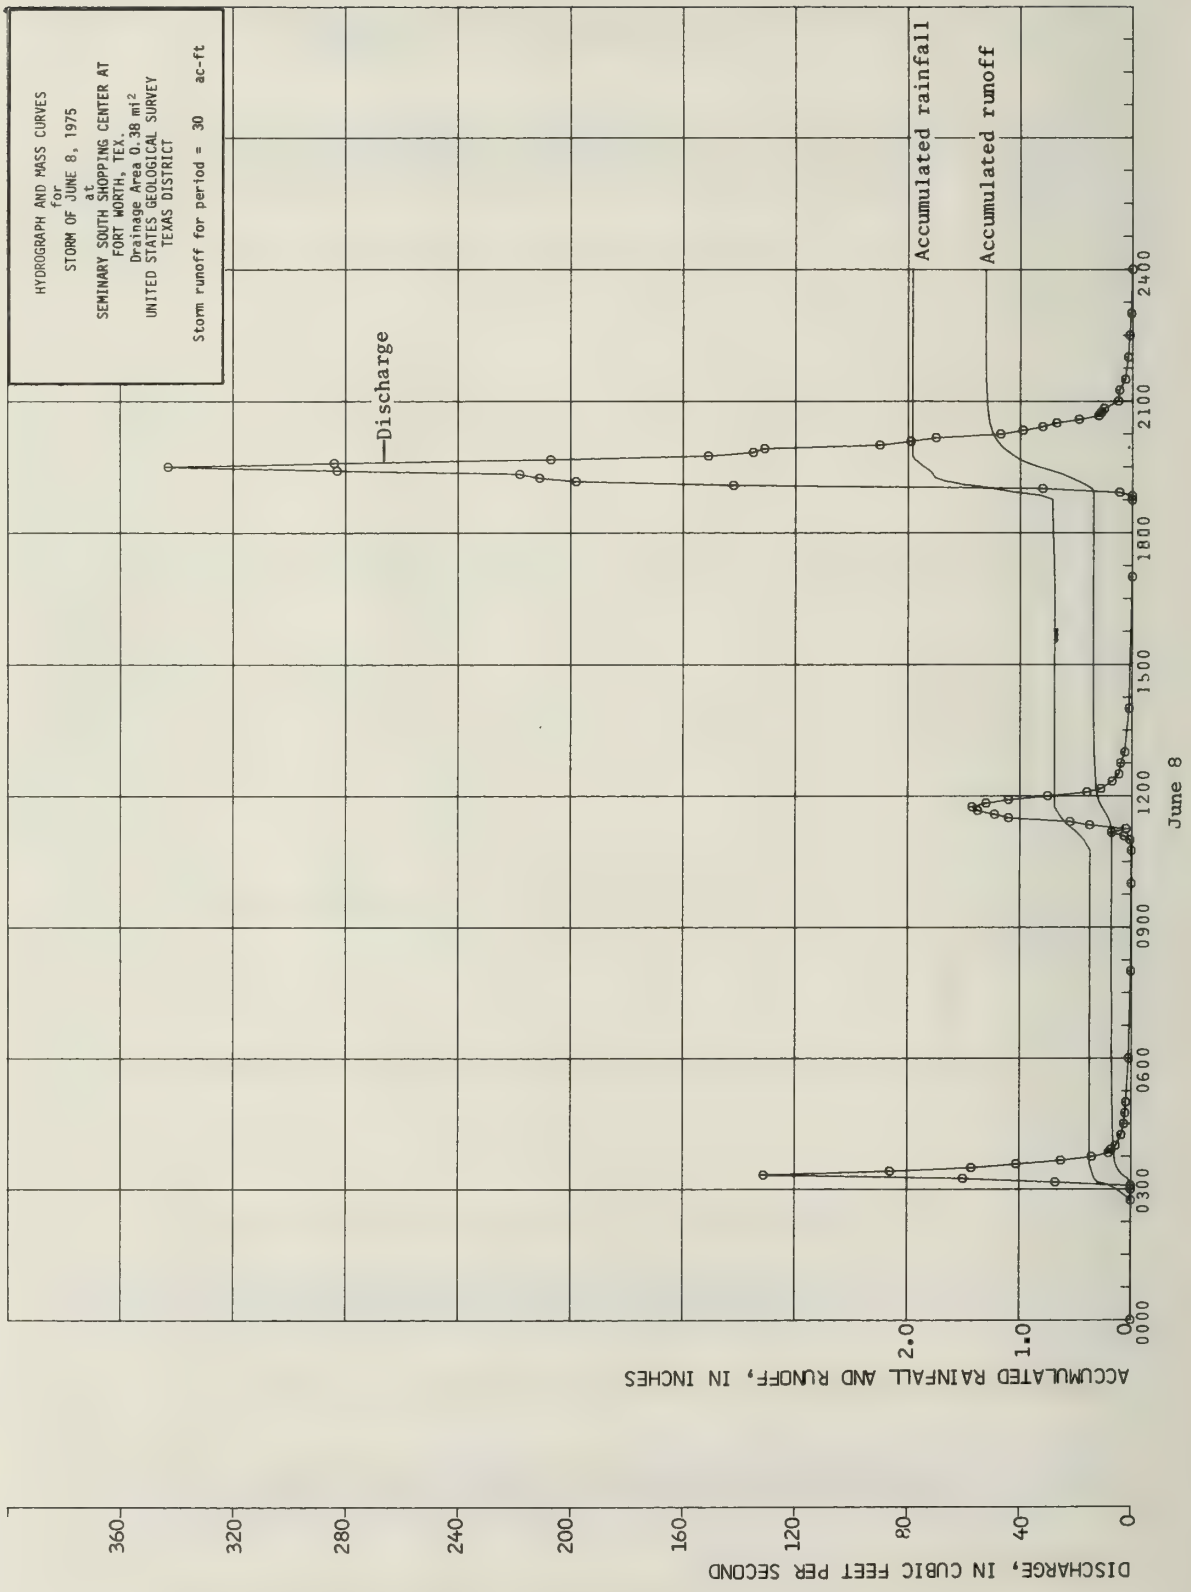 HYDROGRAPH AND MASS CURVES
for
STORM OF JUNE 8, 1975
at
SEMINARY SOUTH SHOPPING CENTER AT
FORT WORTH, TEX.
Drainage Area 0.38 mi2
UNITED STATES GEOLOGICAL SURVEY
TEXAS DISTRICT
Storm runoff for period = 30 ac-ft
Discharge
Accumulated rainfall
Accumulated runoff
DISCHARGE, IN CUBIC FEET PER SECOND
360
320
280
240
200
160
120
80
40
0
ACCUMULATED RAINFALL AND RUNOFF, IN INCHES
2.0
1.0
0
0000
0300
0600
0900
1200
1500
1800
2100
2400
June 8